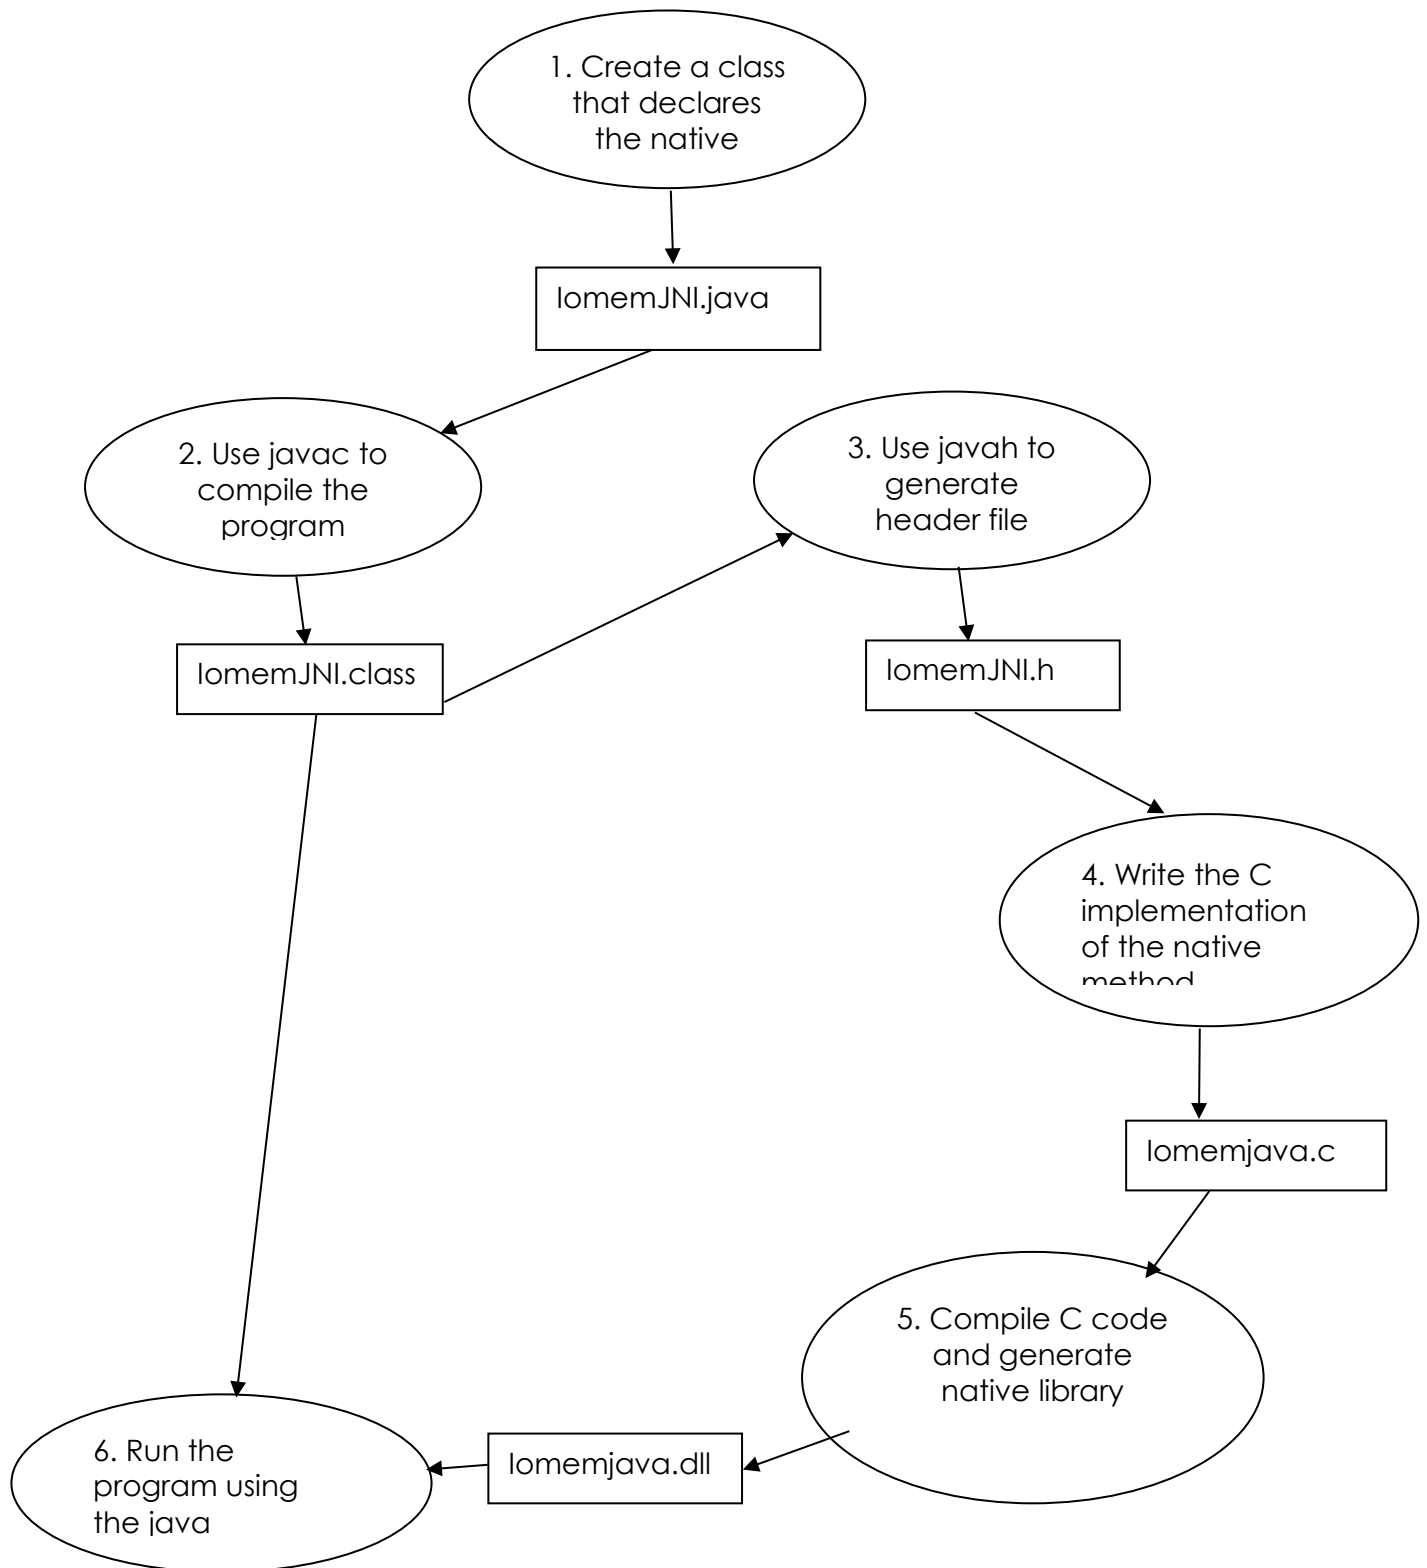 1. Create a class
that declares
the native
IomemJNI.java
2. Use javac to
compile the
program
3. Use javah to
generate
header file
IomemJNI.class
IomemJNI.h
4. Write the C
implementation
of the native
method
Iomemjava.c
5. Compile C code
and generate
native library
6. Run the
program using
the java
Iomemjava.dll